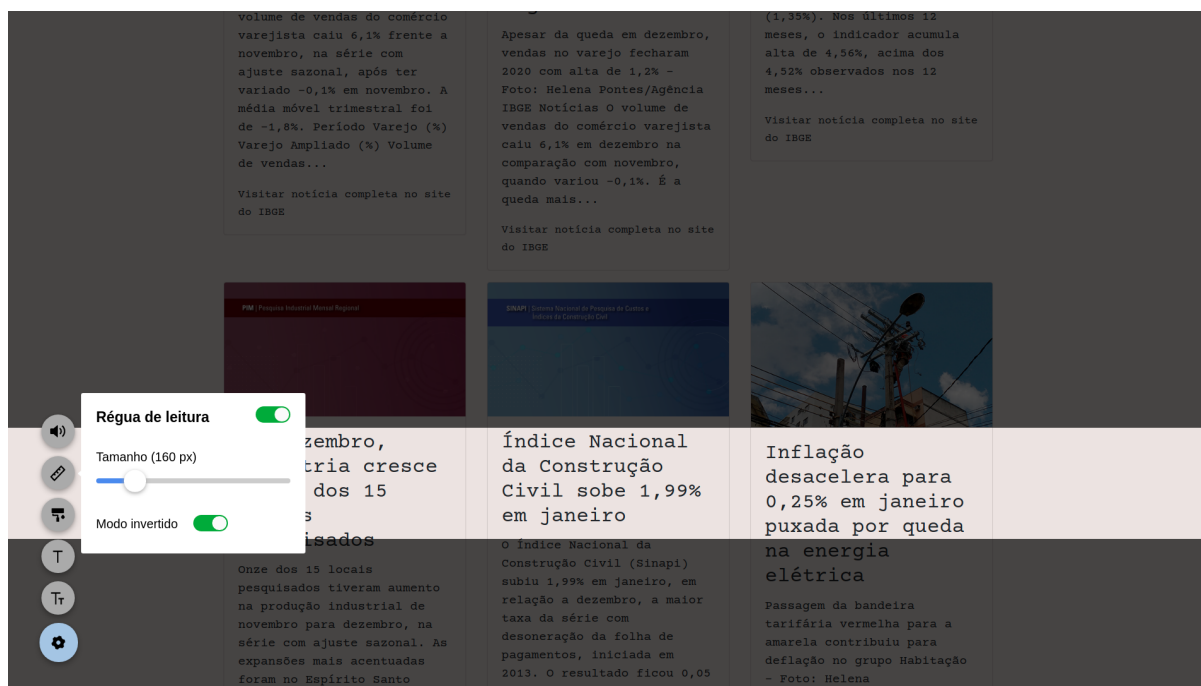 volume de vendas do comércio
varejista caiu 6,1% frente a
novembro, na série com
ajuste sazonal, após ter
variado -0,1% em novembro. A
média móvel trimestral foi
de -1,8%. Período Varejo (%)
Varejo Ampliado (%) Volume
de vendas...
Visitar notícia completa no site
do IBGE
Apesar da queda em dezembro,
vendas no varejo fecharam
2020 com alta de 1,2% -
Foto: Helena Pontes/Agência
IBGE Notícias O volume de
vendas do comércio varejista
caiu 6,1% em dezembro na
comparação com novembro,
quando variou -0,1%. É a
queda mais...
Visitar notícia completa no site
do IBGE
(1,35%). Nos últimos 12
meses, o indicador acumula
alta de 4,56%, acima dos
4,52% observados nos 12
meses...
Visitar notícia completa no site
do IBGE
PIM | Pesquisa Industrial Mensal Regional
zembro,
tria cresce
dos 15
s
isados
Onze dos 15 locais
pesquisados tiveram aumento
na produção industrial de
novembro para dezembro, na
série com ajuste sazonal. As
expansões mais acentuadas
foram no Espírito Santo
SINAPI | Sistema Nacional de Pesquisa de Custos e
Índices da Construção Civil
Índice Nacional
da Construção
Civil sobe 1,99%
em janeiro
O Índice Nacional da
Construção Civil (Sinapi)
subiu 1,99% em janeiro, em
relação a dezembro, a maior
taxa da série com
desoneração da folha de
pagamentos, iniciada em
2013. O resultado ficou 0,05
Inflação
desacelera para
0,25% em janeiro
puxada por queda
na energia
elétrica
Passagem da bandeira
tarifária vermelha para a
amarela contribuiu para
deflação no grupo Habitação
- Foto: Helena
Régua de leitura
Tamanho (160 px)
Modo invertido
T
TT